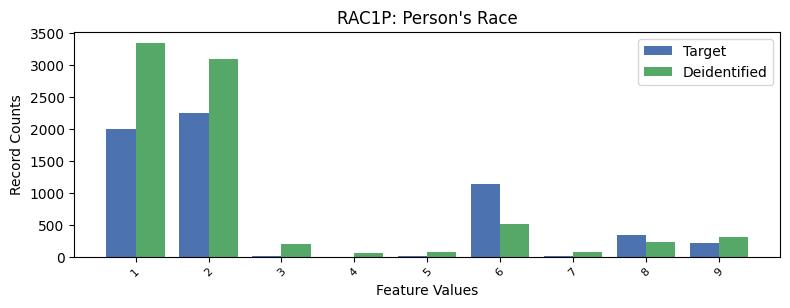 RAC1P: Person's Race
Record Counts
3500
3000
2500
2000
1500
1000
500
0
Target
Deidentified
1 2 3 4 5 6 7 8 9
Feature Values